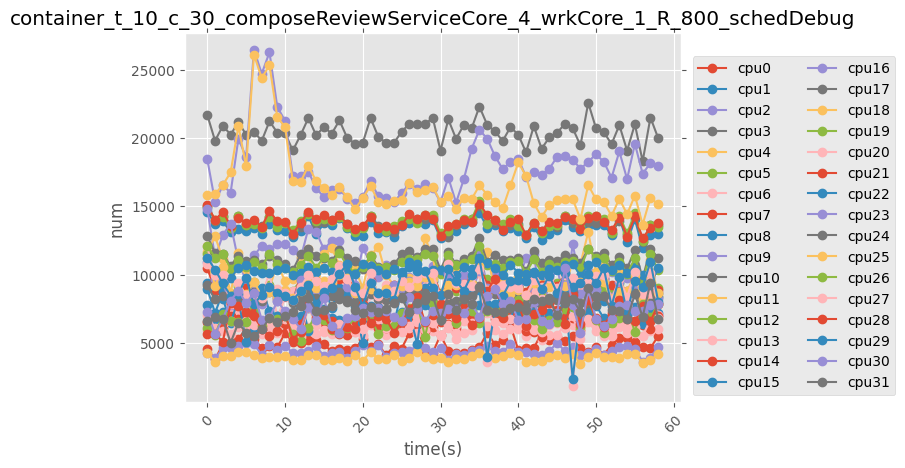 container_t_10_c_30_composeReviewServiceCore_4_wrkCore_1_R_800_schedDebug
num
25000
20000
15000
10000
5000
0
10
20
30
40
50
60
time(s)
cpu0
cpu1
cpu2
cpu3
cpu4
cpu5
cpu6
cpu7
cpu8
cpu9
cpu10
cpu11
cpu12
cpu13
cpu14
cpu15
cpu16
cpu17
cpu18
cpu19
cpu20
cpu21
cpu22
cpu23
cpu24
cpu25
cpu26
cpu27
cpu28
cpu29
cpu30
cpu31